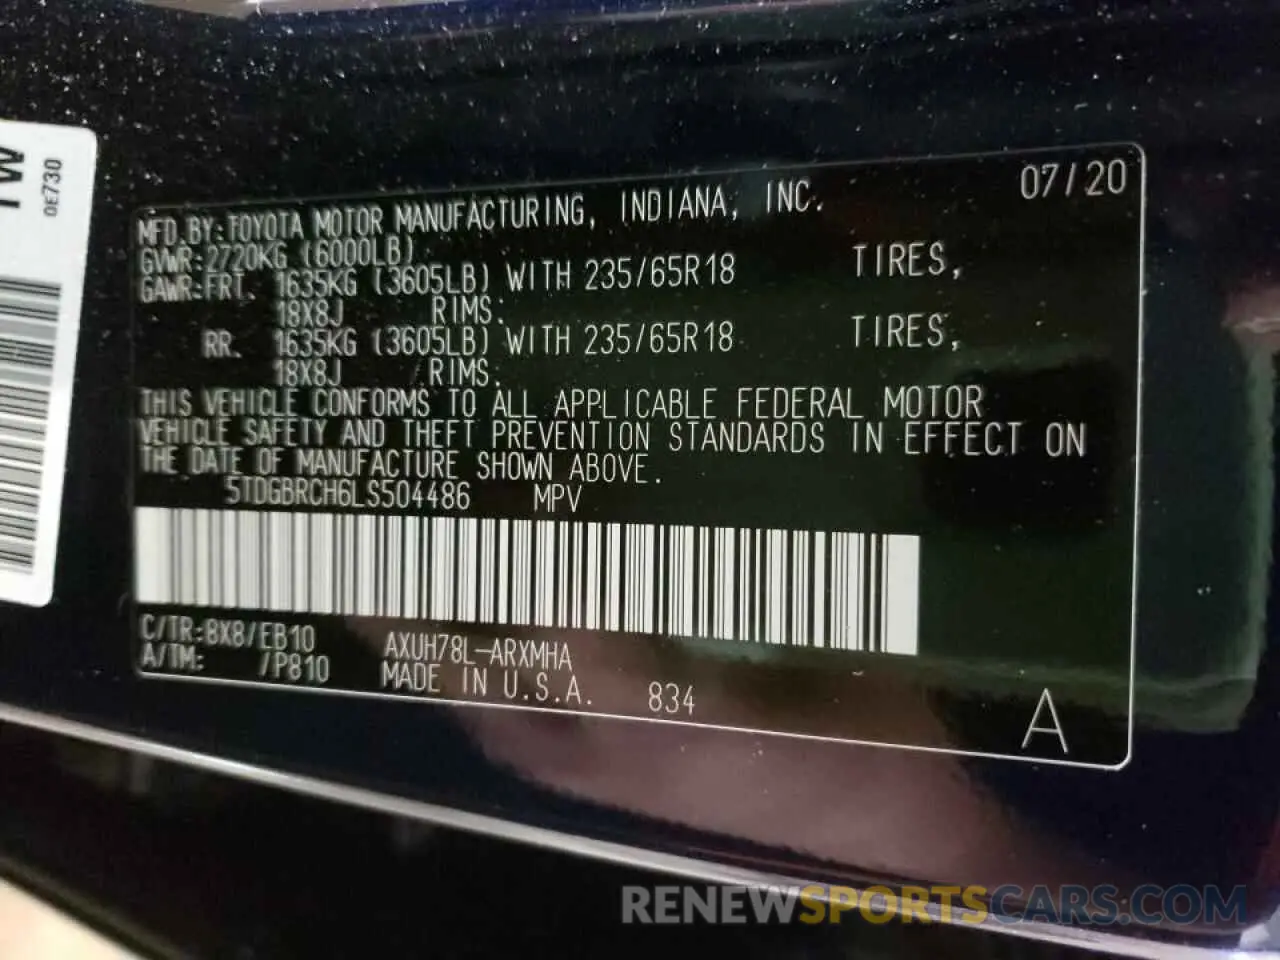 07/20
MFD.BY:TOYOTA MOTOR MANUFACTURING, INDIANA, INC.
GVWR:2720KG (6000LB)
GAWR:FRT. 1635KG (3605LB) WITH 235/65R18 TIRES,
18X8J RIMS:
RR. 1635KG (3605LB) WITH 235/65R18 TIRES,
18X8J RIMS.
THIS VEHICLE CONFORMS TO ALL APPLICABLE FEDERAL MOTOR
VEHICLE SAFETY AND THEFT PREVENTION STANDARDS IN EFFECT ON
THE DATE OF MANUFACTURE SHOWN ABOVE.
5TDGBRCH6LS504486 MPV
C/TR:8X8/EB10 AXUH78L-ARXMHA
A/TM: /P810 MADE IN U.S.A. 834
A
0E730
RENEWSPORTSCARS.COM